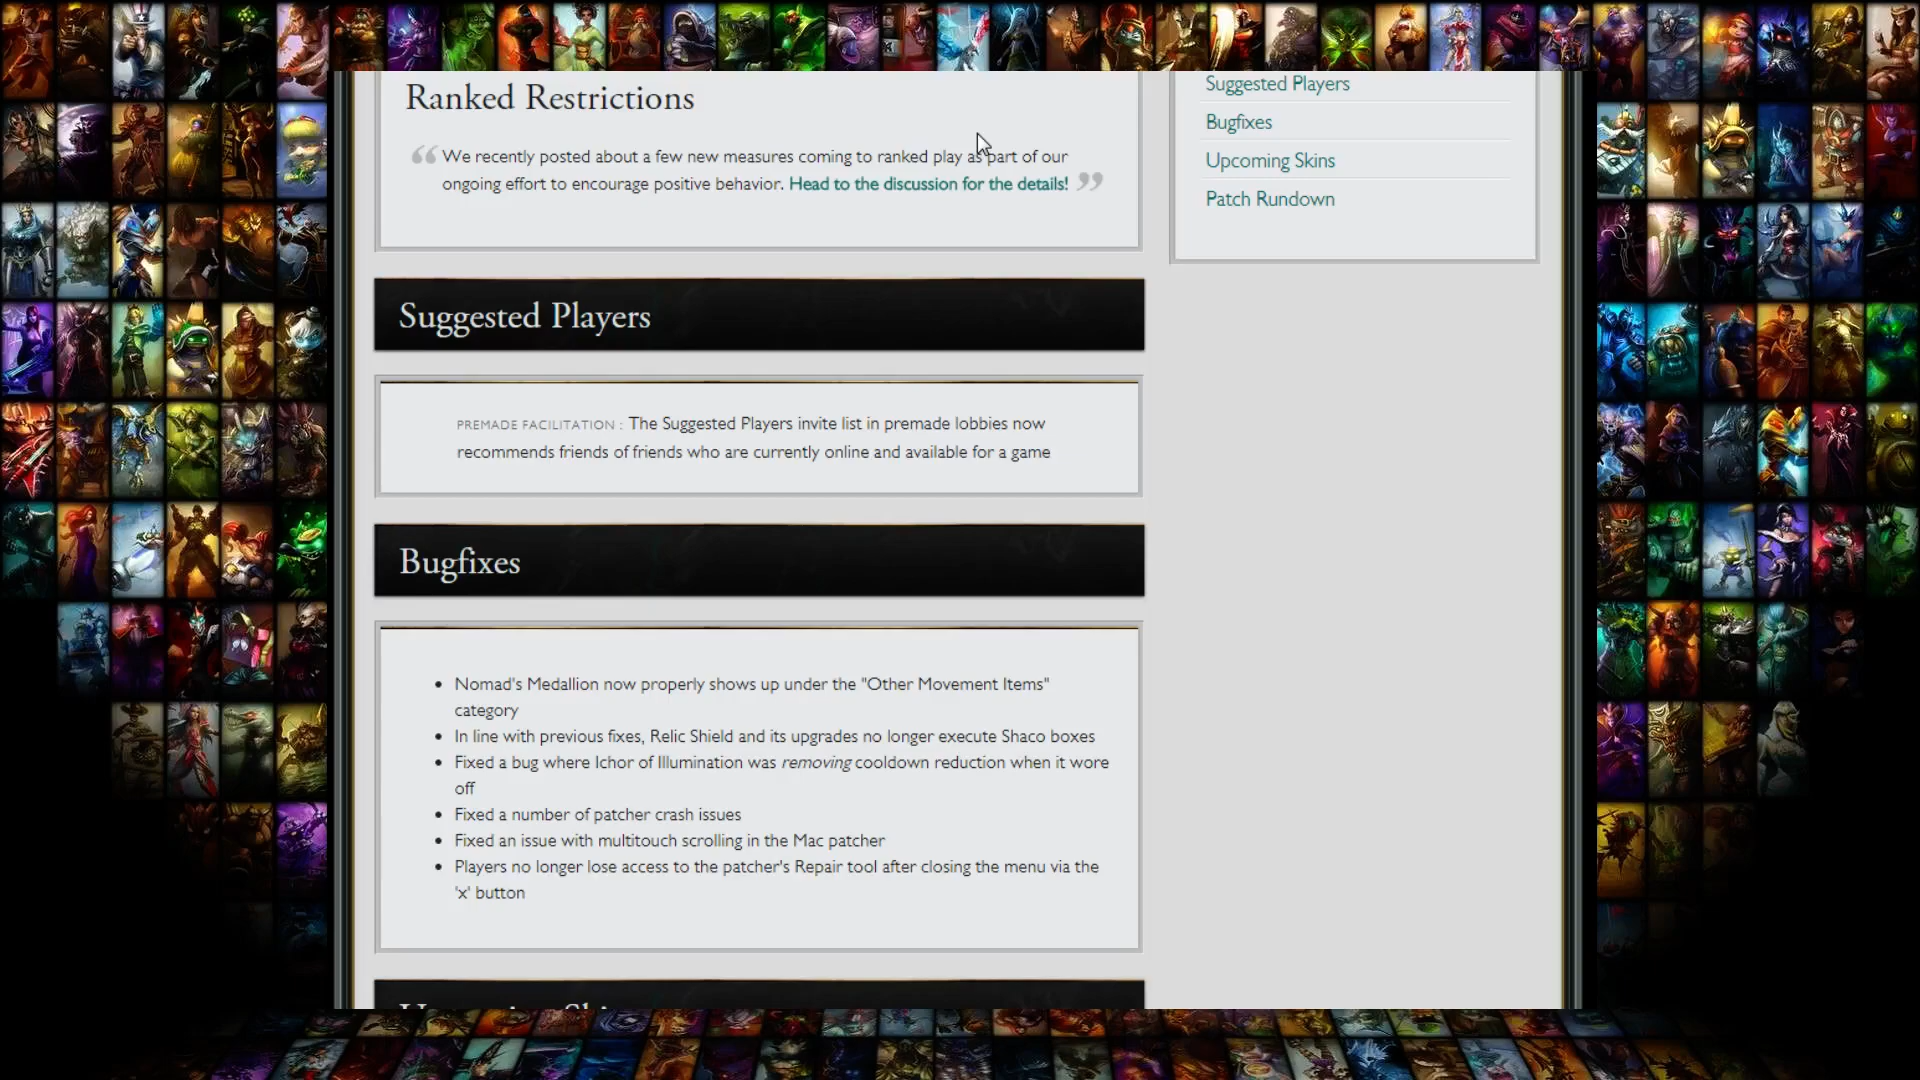 Ranked Restrictions
“ We recently posted about a few new measures coming to ranked play as part of our
ongoing effort to encourage positive behavior. Head to the discussion for the details! ”
Suggested Players
PREMADE FACILITATION : The Suggested Players invite list in premade lobbies now
recommends friends of friends who are currently online and available for a game
Bugfixes
• Nomad's Medallion now properly shows up under the "Other Movement Items"
category
• In line with previous fixes, Relic Shield and its upgrades no longer execute Shaco boxes
• Fixed a bug where Ichor of Illumination was removing cooldown reduction when it wore
off
• Fixed a number of patcher crash issues
• Fixed an issue with multitouch scrolling in the Mac patcher
• Players no longer lose access to the patcher's Repair tool after closing the menu via the
'x' button
Suggested Players
Bugfixes
Upcoming Skins
Patch Rundown